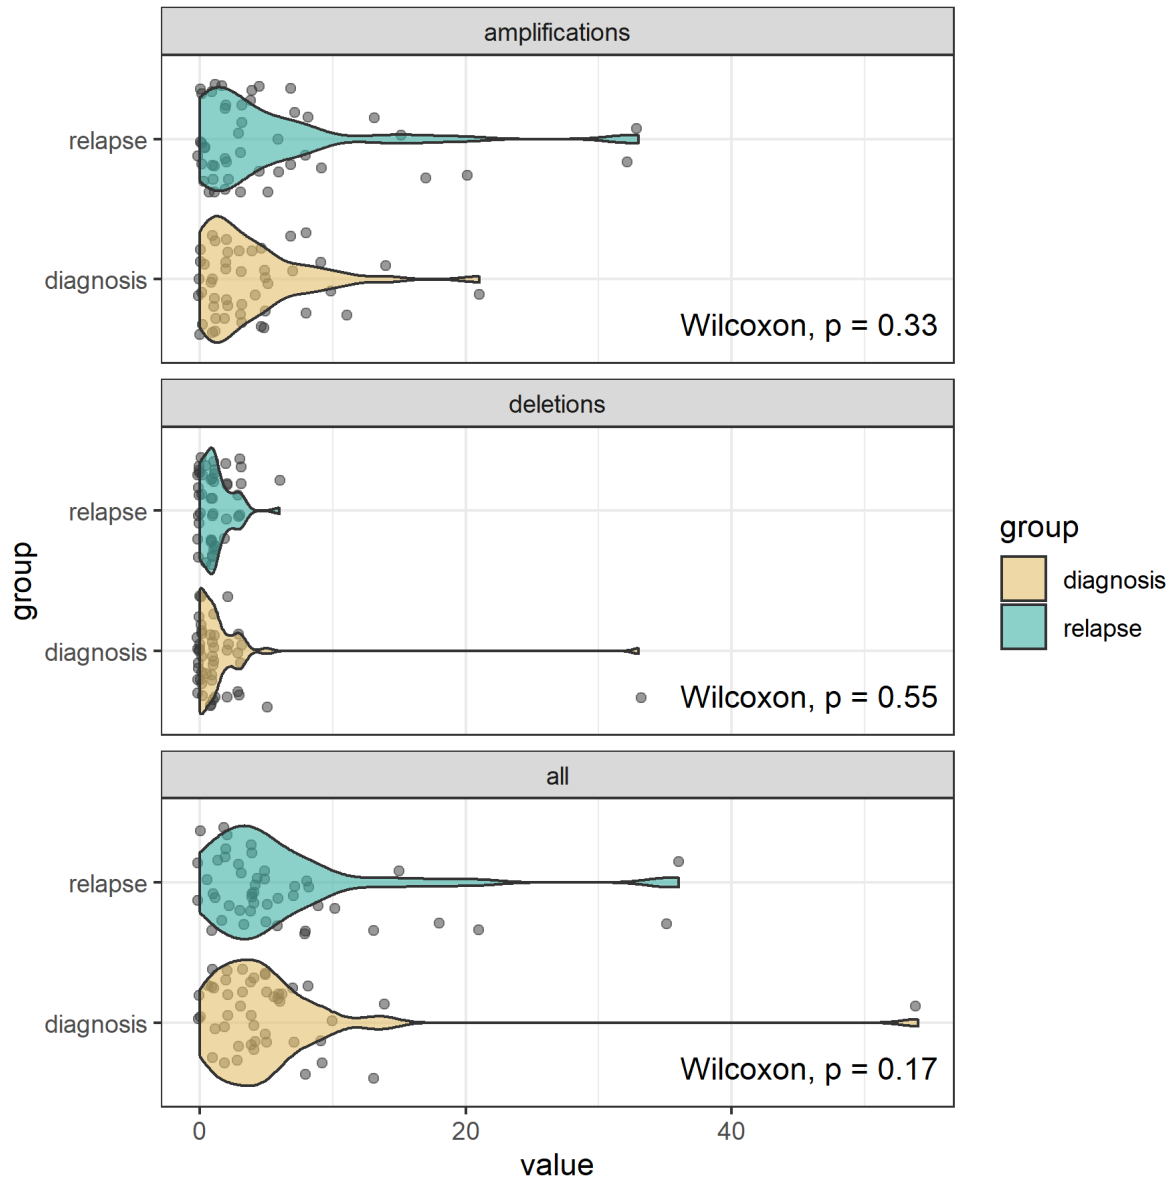 amplifications
relapse
diagnosis
Wilcoxon, p = 0.33
deletions
relapse
diagnosis
Wilcoxon, p = 0.55
all
relapse
diagnosis
Wilcoxon, p = 0.17
0 20 40
value
group
group
diagnosis
relapse